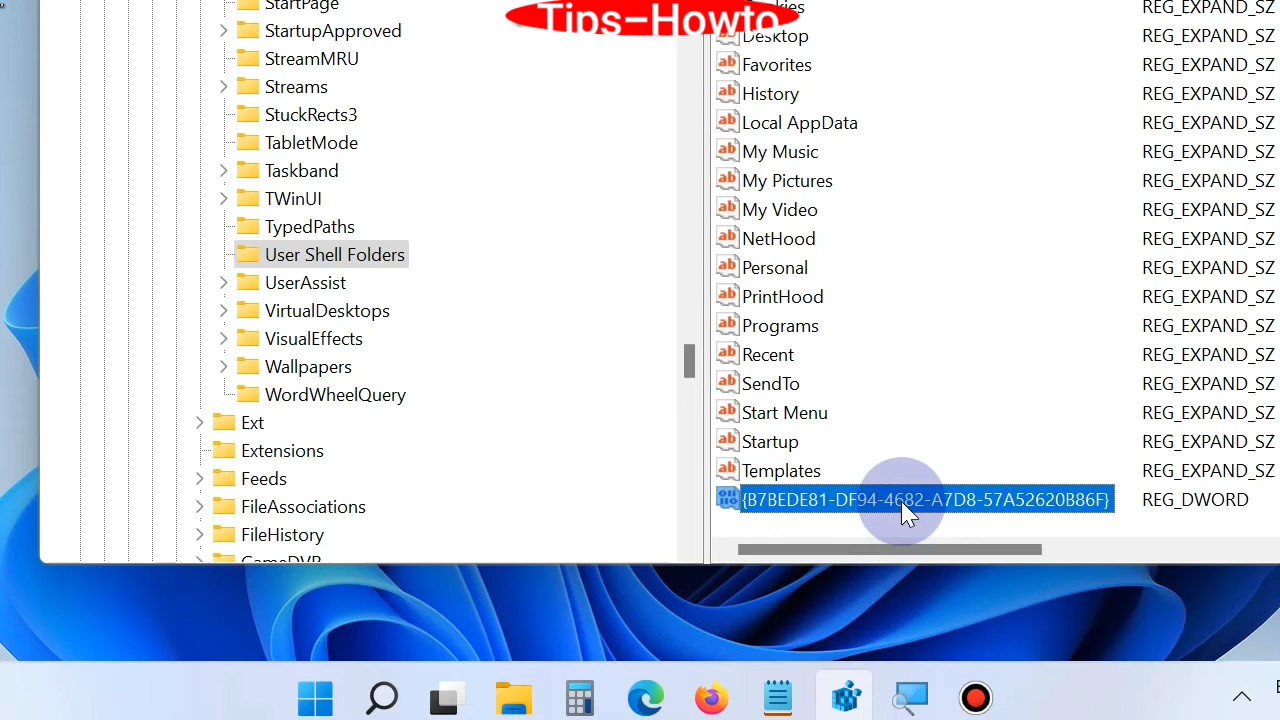 Tips-Howto
StartPage
StartupApproved
StreamMRU
Streams
StuckRects3
TabletMode
Taskband
TWinUI
TypedPaths
User Shell Folders
UserAssist
VirtualDesktops
VisualEffects
Wallpapers
WordWheelQuery
Ext
Extensions
Feeds
FileAssociations
FileHistory
GameDVR
Cookies REG_EXPAND_SZ
Desktop REG_EXPAND_SZ
Favorites REG_EXPAND_SZ
History REG_EXPAND_SZ
Local AppData REG_EXPAND_SZ
My Music REG_EXPAND_SZ
My Pictures REG_EXPAND_SZ
My Video REG_EXPAND_SZ
NetHood REG_EXPAND_SZ
Personal REG_EXPAND_SZ
PrintHood REG_EXPAND_SZ
Programs REG_EXPAND_SZ
Recent REG_EXPAND_SZ
SendTo REG_EXPAND_SZ
Start Menu REG_EXPAND_SZ
Startup REG_EXPAND_SZ
Templates REG_EXPAND_SZ
{B7BEDE81-DF94-4682-A7D8-57A52620B86F} REG_DWORD